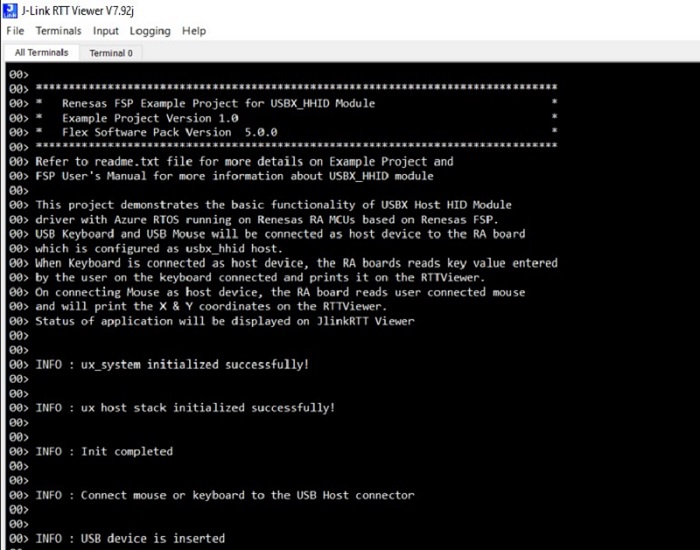 J-Link RTT Viewer V7.92j
File Terminals Input Logging Help
All Terminals Terminal 0
00>
00> *******************************************************************************
00> * Renesas FSP Example Project for USBX_HHID Module *
00> * Example Project Version 1.0 *
00> * Flex Software Pack Version 5.0.0 *
00> *******************************************************************************
00> Refer to readme.txt file for more details on Example Project and
00> FSP User's Manual for more information about USBX_HHID module
00>
00> This project demonstrates the basic functionality of USBX Host HID Module
00> driver with Azure RTOS running on Renesas RA MCUs based on Renesas FSP.
00> USB Keyboard and USB Mouse will be connected as host device to the RA board
00> which is configured as usbx_hhid host.
00> When Keyboard is connected as host device, the RA boards reads key value entered
00> by the user on the keyboard connected and prints it on the RTTViewer.
00> On connecting Mouse as host device, the RA board reads user connected mouse
00> and will print the X & Y coordinates on the RTTViewer.
00> Status of application will be displayed on JlinkRTT Viewer
00>
00>
00> INFO : ux_system initialized successfully!
00>
00>
00> INFO : ux host stack initialized successfully!
00>
00>
00> INFO : Init completed
00>
00>
00> INFO : Connect mouse or keyboard to the USB Host connector
00>
00>
00> INFO : USB device is inserted